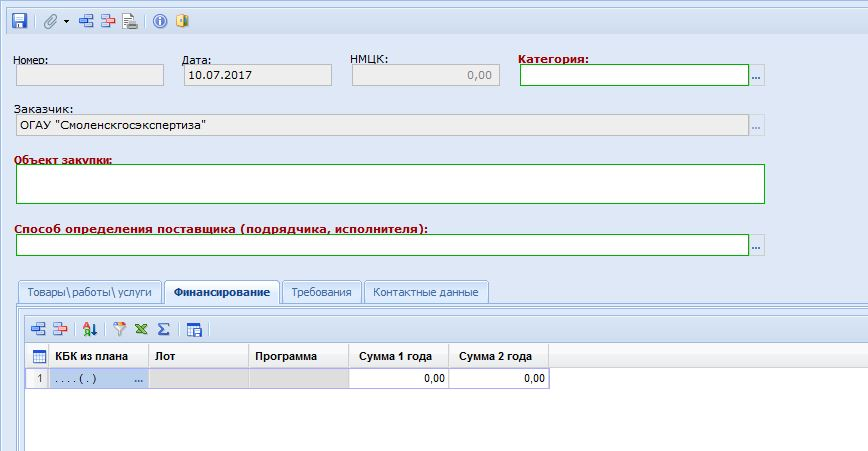 Номер: Дата: НМЦК: Категория:
10.07.2017 0,00 ...
Заказчик:
ОГАУ "Смоленскгосэкспертиза" ...
Объект закупки:
Способ определения поставщика (подрядчика, исполнителя):
...
Товары\работы\услуги Финансирование Требования Контактные данные
КБК из плана Лот Программа Сумма 1 года Сумма 2 года
1 ....(.) ... 0,00 0,00